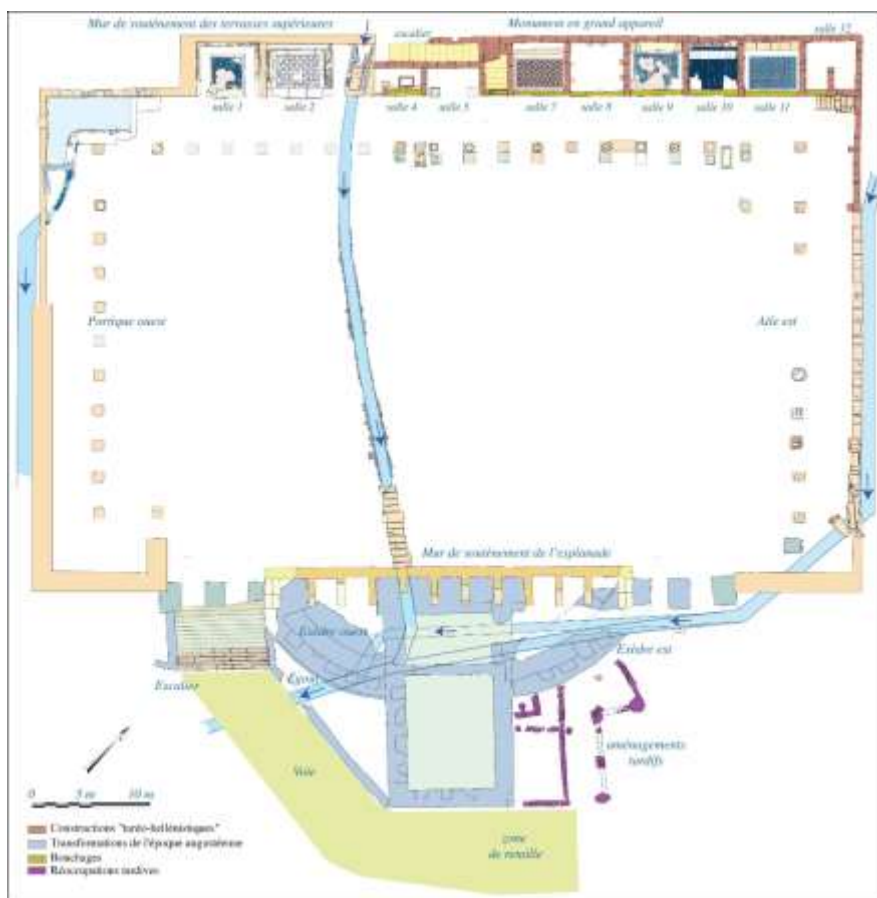 Mur de soutènement des terrasses supérieures
Monument en grand appareil
escalier
salle 12
salle 1
salle 2
salle 4
salle 5
salle 7
salle 8
salle 9
salle 10
salle 11
Portique ouest
Aile est
Mur de soutènement de l'esplanade
Exèdre ouest
Exèdre est
Escalier
Egout
aménagements
tardifs
Voie
0 5 m 10 m
zone
de retaille
Constructions "tardo-hellénistiques"
Transformations de l'époque augustéenne
Bouchages
Réoccupations tardives